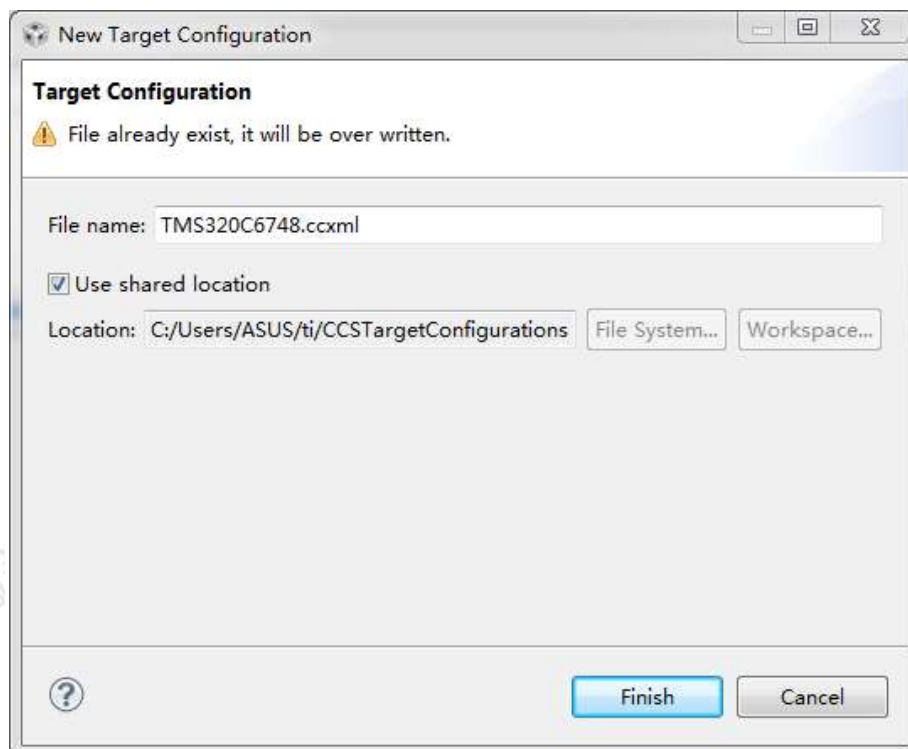 New Target Configuration
Target Configuration
File already exist, it will be over written.
File name: TMS320C6748.ccxml
Use shared location
Location: C:/Users/ASUS/ti/CCSTargetConfigurations File System... Workspace...
Finish Cancel